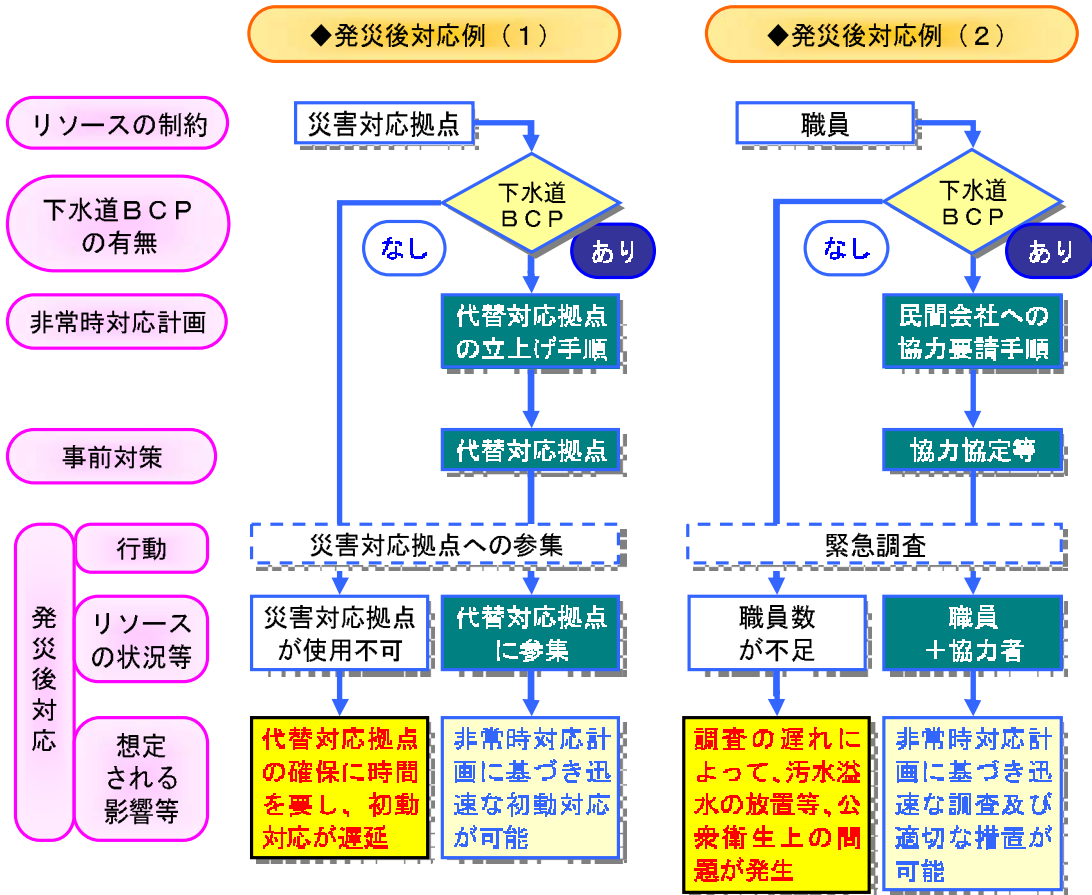 ◆発災後対応例（１）
◆発災後対応例（２）
リソースの制約
災害対応拠点
職員
下水道ＢＣＰ
の有無
下水道
ＢＣＰ
なし
あり
下水道
ＢＣＰ
なし
あり
非常時対応計画
代替対応拠点
の立上げ手順
民間会社への
協力要請手順
事前対策
代替対応拠点
協力協定等
発災後対応
行動
災害対応拠点への参集
緊急調査
リソース
の状況等
災害対応拠点
が使用不可
代替対応拠点
に参集
職員数
が不足
職員
＋協力者
想定
される
影響等
代替対応拠点
の確保に時間
を要し、初動
対応が遅延
非常時対応計
画に基づき迅
速な初動対応
が可能
調査の遅れに
よって、汚水溢
水の放置等、公
衆衛生上の問
題が発生
非常時対応計
画に基づき迅
速な調査及び
適切な措置が
可能